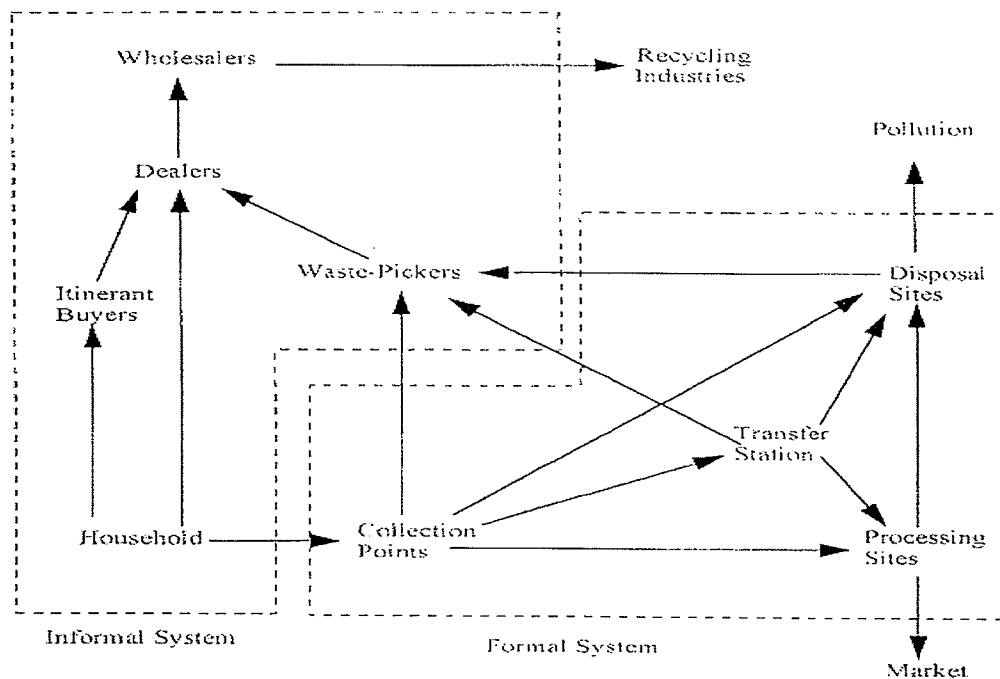 Wholesalers
Recycling
Industries
Pollution
Dealers
Waste-Pickers
Disposal
Sites
Itinerant
Buyers
Transfer
Station
Household
Collection
Points
Processing
Sites
Informal System
Formal System
Market